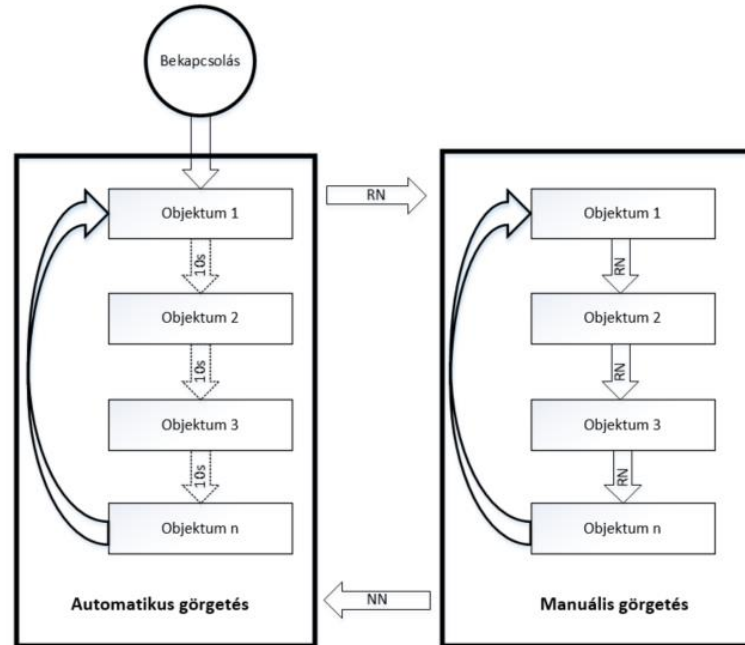 Bekapcsolás
Objektum 1
10s
Objektum 2
10s
Objektum 3
10s
Objektum n
Automatikus görgetés
RN
NN
Objektum 1
RN
Objektum 2
RN
Objektum 3
RN
Objektum n
Manuális görgetés